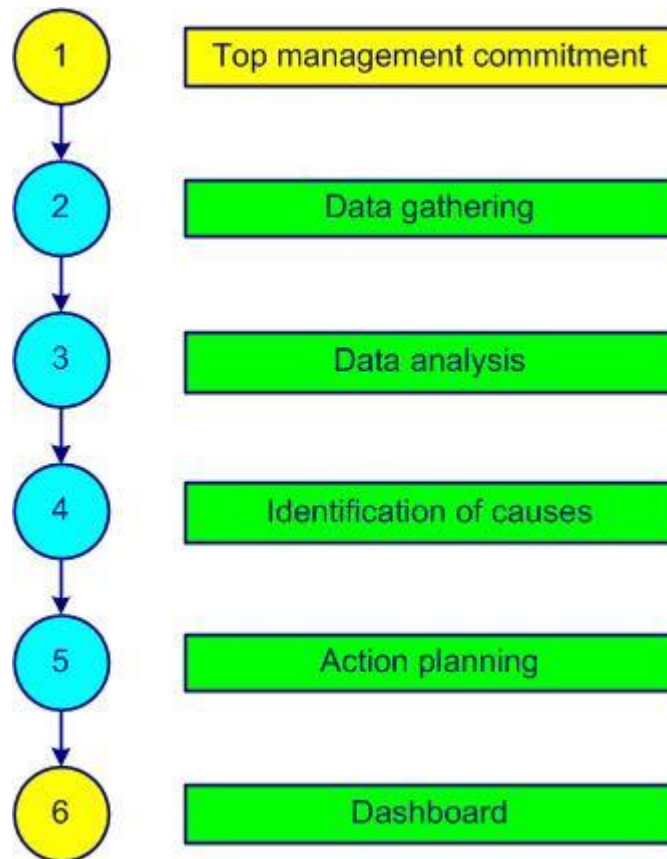 1 Top management commitment
2 Data gathering
3 Data analysis
4 Identification of causes
5 Action planning
6 Dashboard